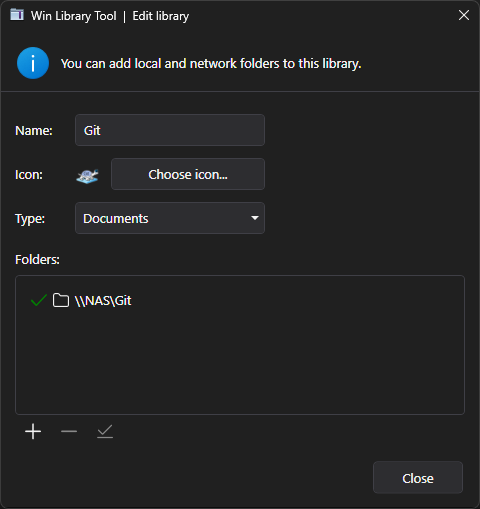 Win Library Tool | Edit library
You can add local and network folders to this library.
Name: Git
Icon: Choose icon...
Type: Documents
Folders:
\\NAS\Git
Close